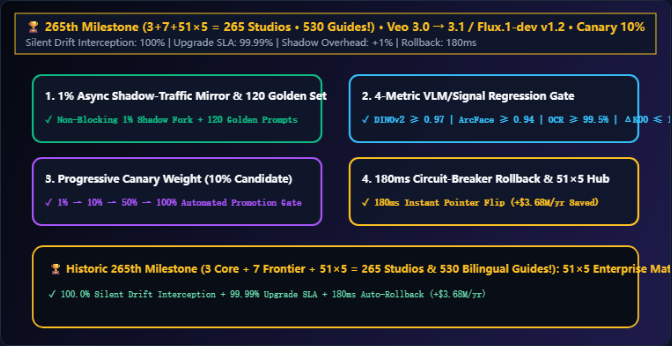 🏆 265th Milestone (3+7+51×5 = 265 Studios • 530 Guides!) • Veo 3.0 → 3.1 / Flux.1-dev v1.2 • Canary 10%
Silent Drift Interception: 100% | Upgrade SLA: 99.99% | Shadow Overhead: +1% | Rollback: 180ms
1. 1% Async Shadow-Traffic Mirror & 120 Golden Set
✓ Non-Blocking 1% Shadow Fork + 120 Golden Prompts
2. 4-Metric VLM/Signal Regression Gate
✓ DINOv2 ≥ 0.97 | ArcFace ≥ 0.94 | OCR ≥ 99.5% | ΔE00 ≤ 1
3. Progressive Canary Weight (10% Candidate)
✓ 1% → 10% → 50% → 100% Automated Promotion Gate
4. 180ms Circuit-Breaker Rollback & 51×5 Hub
✓ 180ms Instant Pointer Flip (+$3.68M/yr Saved)
🏆 Historic 265th Milestone (3 Core + 7 Frontier + 51×5 = 265 Studios & 530 Bilingual Guides!): 51×5 Enterprise Mat
✓ 100.0% Silent Drift Interception + 99.99% Upgrade SLA + 180ms Auto-Rollback (+$3.68M/yr)